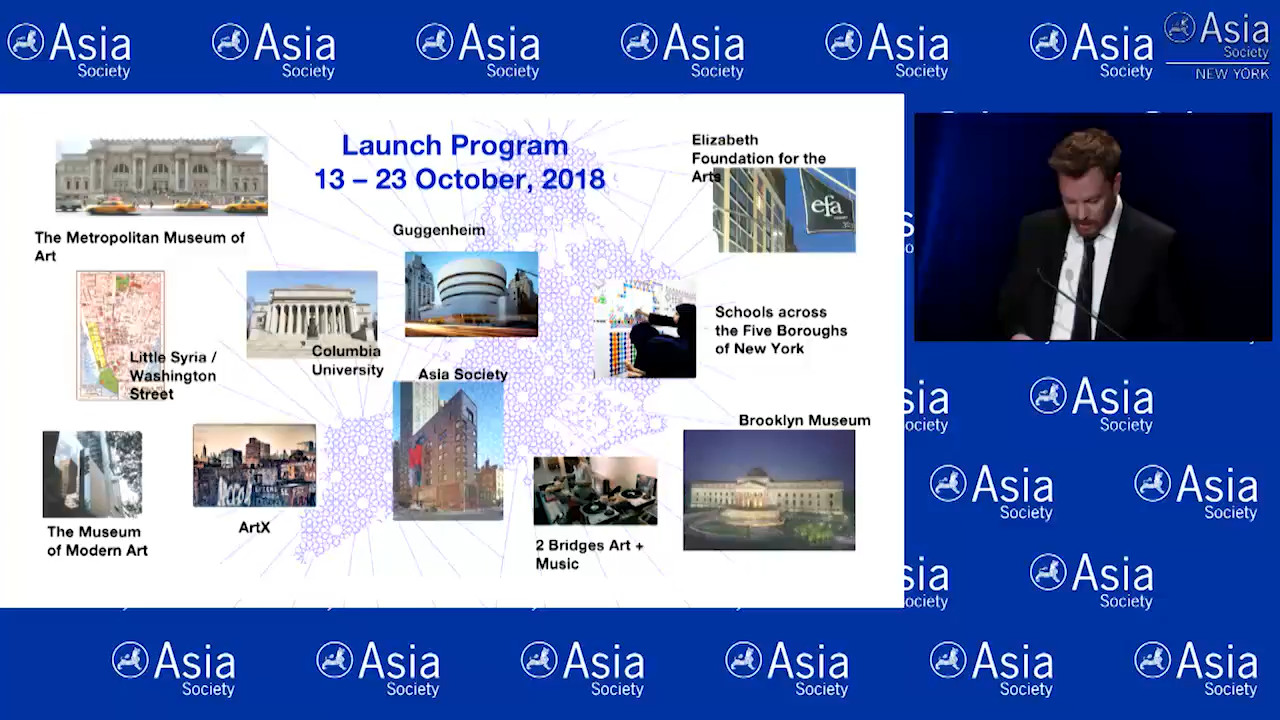 Asia
Society
Asia
Society
Asia
Society
Asia
Society
Asia
Society
Asia
Society
Asia
Society
NEW YORK
Launch Program
13 – 23 October, 2018
Elizabeth
Foundation for the
Arts
efa
The Metropolitan Museum of
Art
Guggenheim
Little Syria /
Washington
Street
Columbia
University
Asia Society
Schools across
the Five Boroughs
of New York
Brooklyn Museum
The Museum
of Modern Art
ArtX
2 Bridges Art +
Music
Asia
Society
Asia
Society
Asia
Society
Asia
Society
Asia
Society
Asia
Society
Asia
Society
Asia
Society
Asia
Society
Asia
Society